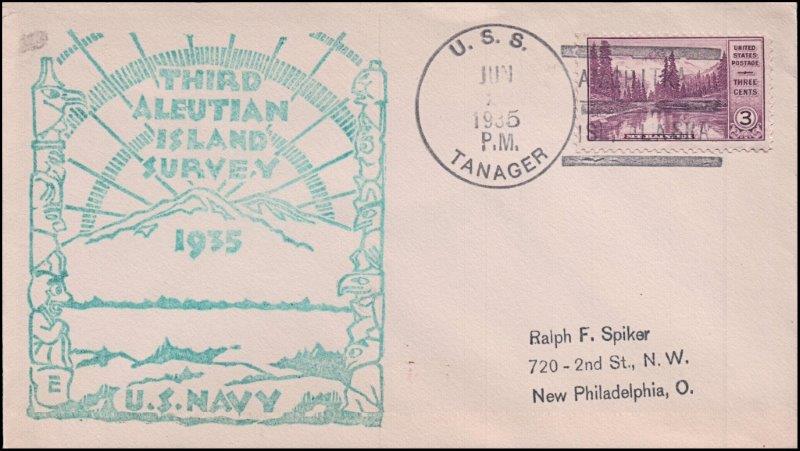 THIRD
ALEUTIAN
ISLAND
SURVEY
1935
E
U.S. NAVY
U. S. S.
JUN
1935
P.M.
TANAGER
UNITED
STATES
POSTAGE
THREE
CENTS
3
Ralph F. Spiker
720 - 2nd St., N. W.
New Philadelphia, O.